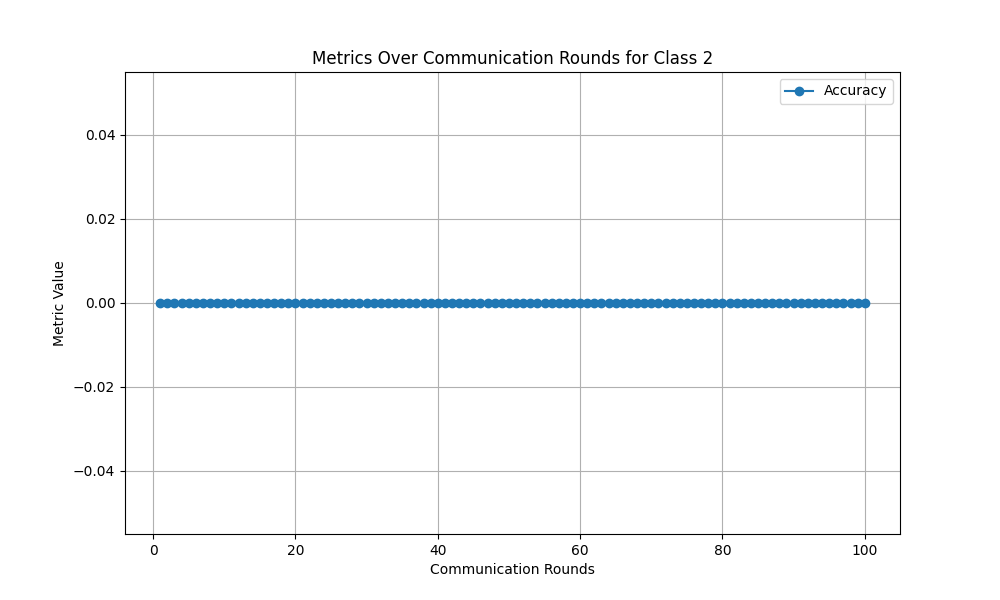 Metrics Over Communication Rounds for Class 2
Accuracy
0.04
0.02
0.00
−0.02
−0.04
Metric Value
0 20 40 60 80 100
Communication Rounds